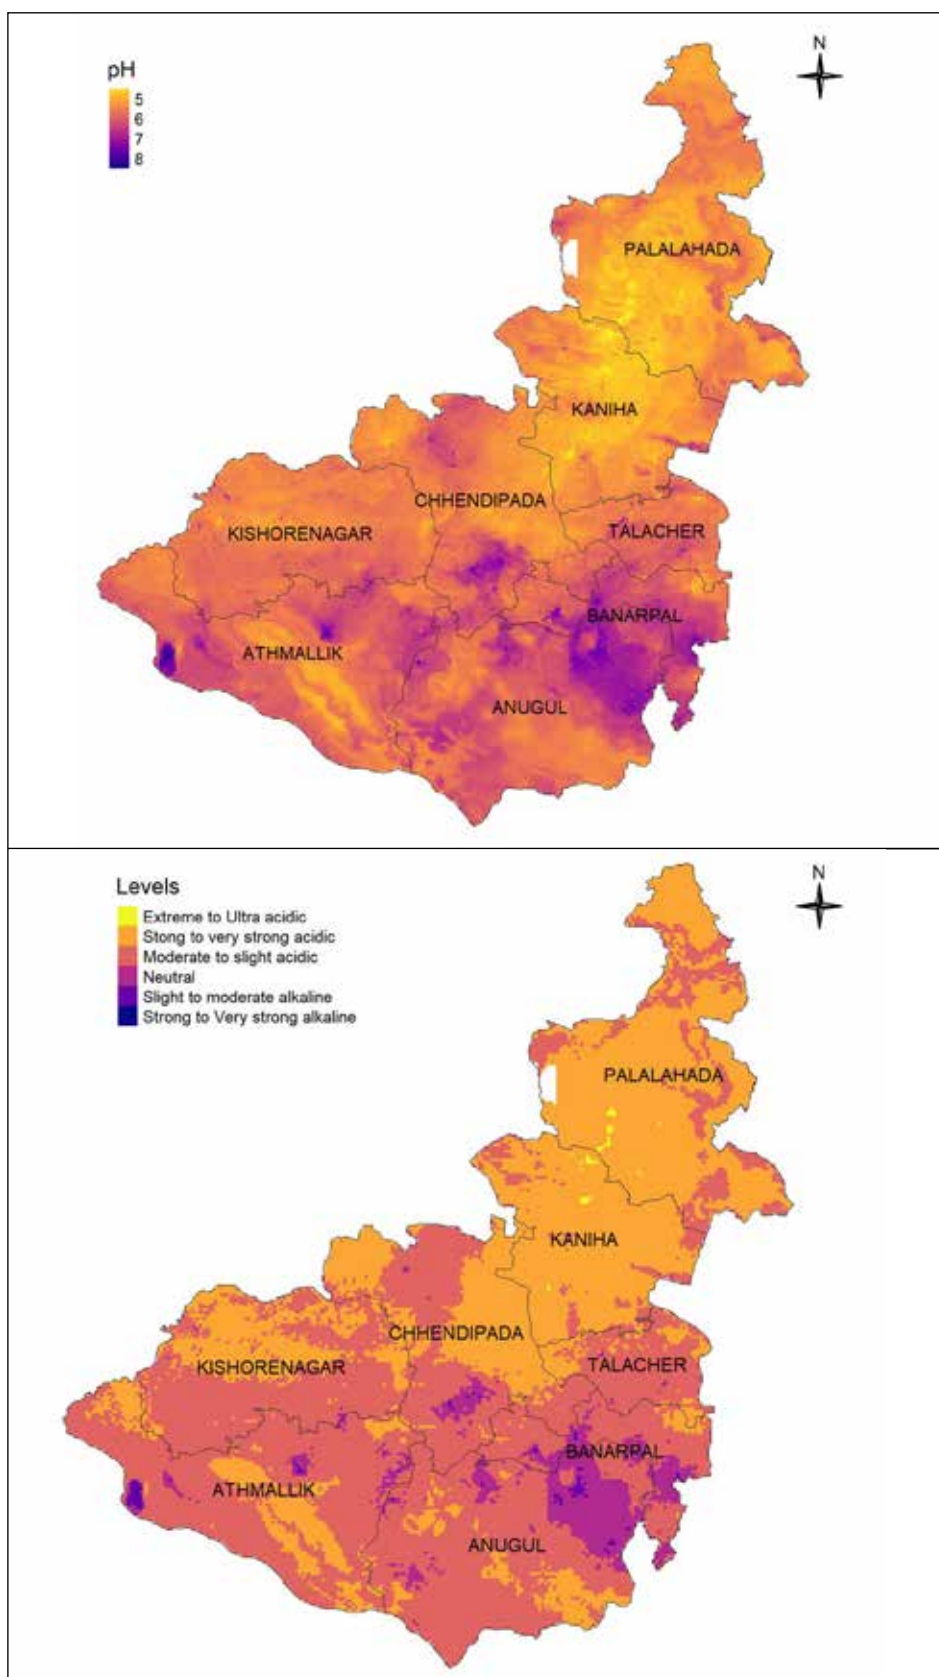 N
pH
5
6
7
8
PALALAHADA
KANIHA
CHHENDIPADA
KISHORENAGAR
TALACHER
BANARPAL
ATHMALLIK
ANUGUL
Levels
N
Extreme to Ultra acidic
Stong to very strong acidic
Moderate to slight acidic
Neutral
Slight to moderate alkaline
Strong to Very strong alkaline
PALALAHADA
KANIHA
CHHENDIPADA
KISHORENAGAR
TALACHER
BANARPAL
ATHMALLIK
ANUGUL